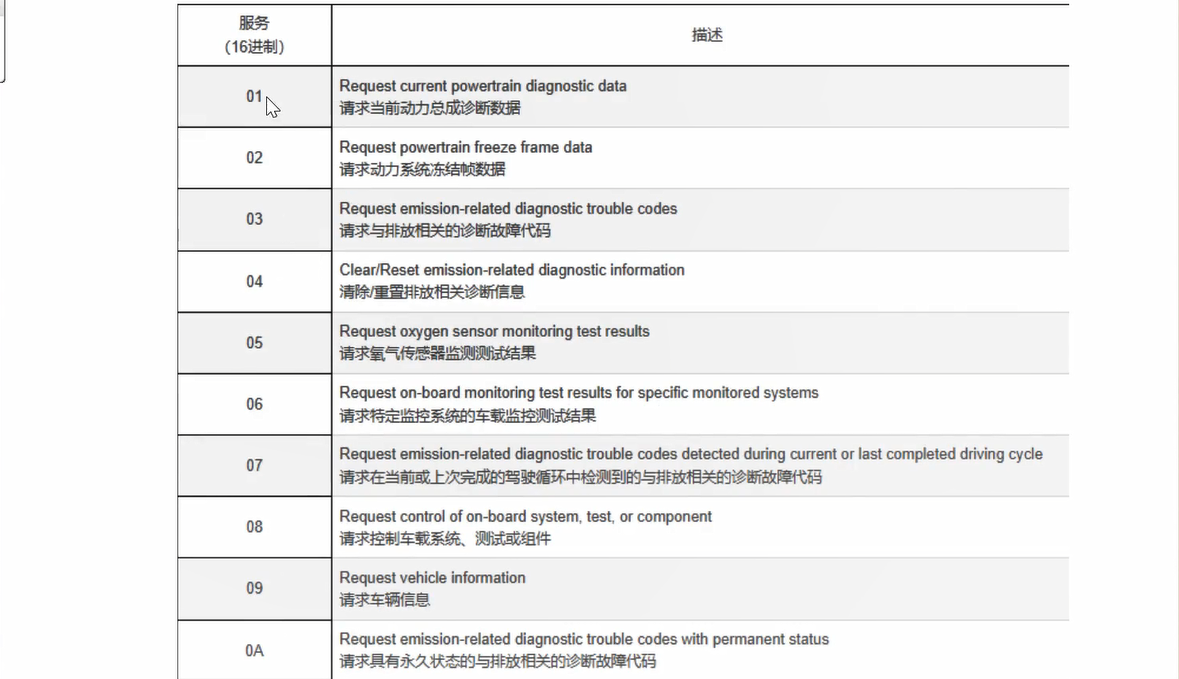 服务
（16进制）
描述
01
Request current powertrain diagnostic data
请求当前动力总成诊断数据
02
Request powertrain freeze frame data
请求动力系统冻结帧数据
03
Request emission-related diagnostic trouble codes
请求与排放相关的诊断故障代码
04
Clear/Reset emission-related diagnostic information
清除/重置排放相关诊断信息
05
Request oxygen sensor monitoring test results
请求氧气传感器监测测试结果
06
Request on-board monitoring test results for specific monitored systems
请求特定监控系统的车载监控测试结果
07
Request emission-related diagnostic trouble codes detected during current or last completed driving cycle
请求在当前或上次完成的驾驶循环中检测到的与排放相关的诊断故障代码
08
Request control of on-board system, test, or component
请求控制车载系统、测试或组件
09
Request vehicle information
请求车辆信息
0A
Request emission-related diagnostic trouble codes with permanent status
请求具有永久状态的与排放相关的诊断故障代码